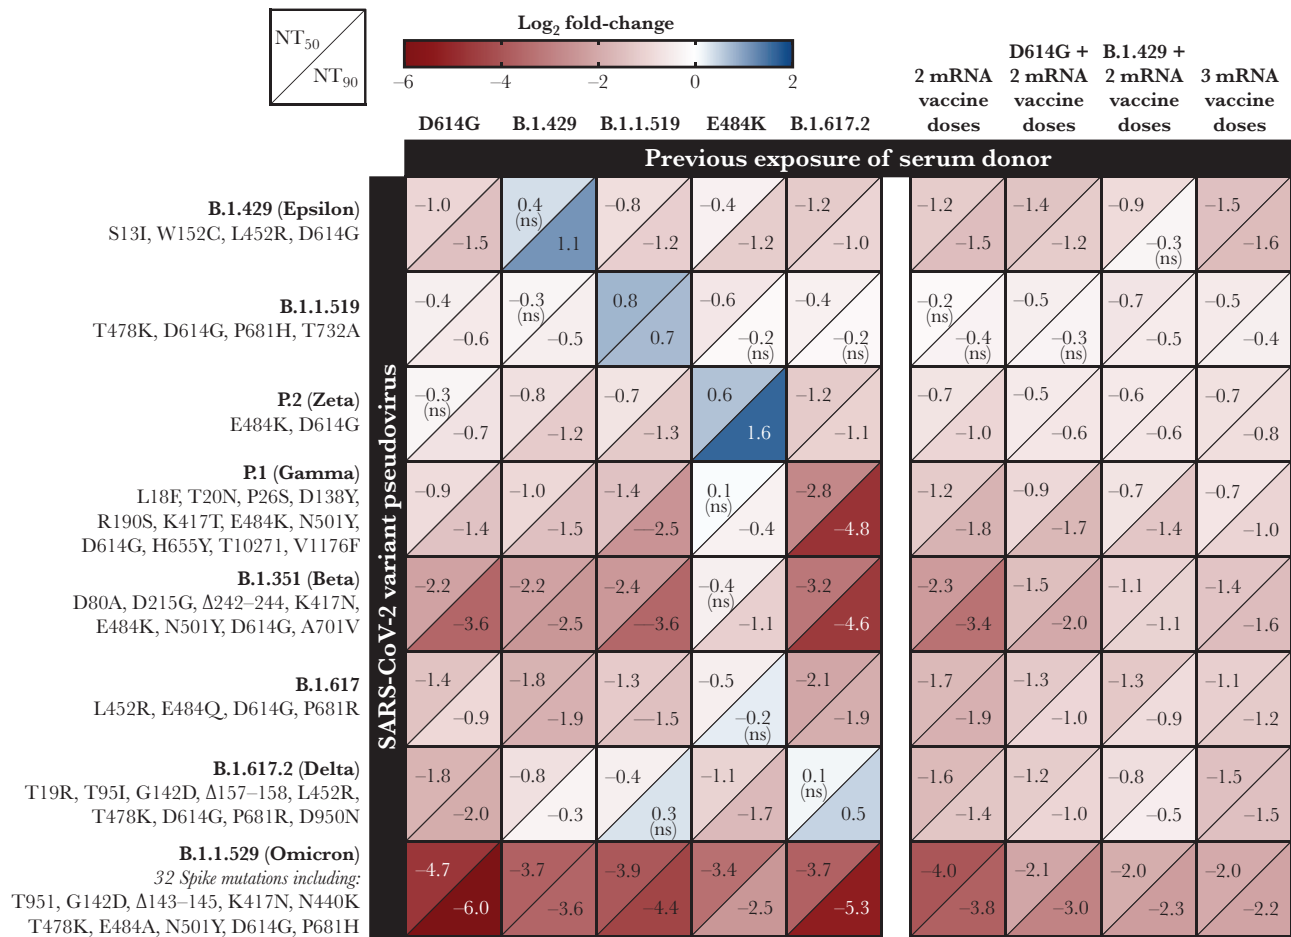 NT50
NT90
Log2 fold-change
−6 −4 −2 0 2
D614G B.1.429 B.1.1.519 E484K B.1.617.2
2 mRNA vaccine doses
D614G + 2 mRNA vaccine doses
B.1.429 + 2 mRNA vaccine doses
3 mRNA vaccine doses
Previous exposure of serum donor
SARS-CoV-2 variant pseudovirus
B.1.429 (Epsilon)
S13I, W152C, L452R, D614G
−1.0 0.4 (ns) −0.8 −0.4 −1.2 −1.2 −1.4 −0.9 −1.5
−1.5 1.1 −1.2 −1.2 −1.0 −1.5 −1.2 −0.3 (ns) −1.6
B.1.1.519
T478K, D614G, P681H, T732A
−0.4 −0.3 (ns) 0.8 −0.6 −0.4 −0.2 (ns) −0.5 −0.7 −0.5
−0.6 −0.5 0.7 −0.2 (ns) −0.2 (ns) −0.4 (ns) −0.3 (ns) −0.5 −0.4
P.2 (Zeta)
E484K, D614G
−0.3 (ns) −0.8 −0.7 0.6 −1.2 −0.7 −0.5 −0.6 −0.7
−0.7 −1.2 −1.3 1.6 −1.1 −1.0 −0.6 −0.6 −0.8
P.1 (Gamma)
L18F, T20N, P26S, D138Y,
R190S, K417T, E484K, N501Y,
D614G, H655Y, T10271, V1176F
−0.9 −1.0 −1.4 0.1 (ns) −2.8 −1.2 −0.9 −0.7 −0.7
−1.4 −1.5 −2.5 −0.4 −4.8 −1.8 −1.7 −1.4 −1.0
B.1.351 (Beta)
D80A, D215G, Δ242–244, K417N,
E484K, N501Y, D614G, A701V
−2.2 −2.2 −2.4 −0.4 (ns) −3.2 −2.3 −1.5 −1.1 −1.4
−3.6 −2.5 −3.6 −1.1 −4.6 −3.4 −2.0 −1.1 −1.6
B.1.617
L452R, E484Q, D614G, P681R
−1.4 −1.8 −1.3 −0.5 −2.1 −1.7 −1.3 −1.3 −1.1
−0.9 −1.9 −1.5 −0.2 (ns) −1.9 −1.9 −1.0 −0.9 −1.2
B.1.617.2 (Delta)
T19R, T95I, G142D, Δ157–158, L452R,
T478K, D614G, P681R, D950N
−1.8 −0.8 −0.4 −1.1 0.1 (ns) −1.6 −1.2 −0.8 −1.5
−2.0 −0.3 0.3 (ns) −1.7 0.5 −1.4 −1.0 −0.5 −1.5
B.1.1.529 (Omicron)
32 Spike mutations including:
T951, G142D, Δ143–145, K417N, N440K
T478K, E484A, N501Y, D614G, P681H
−4.7 −3.7 −3.9 −3.4 −3.7 −4.0 −2.1 −2.0 −2.0
−6.0 −3.6 −4.4 −2.5 −5.3 −3.8 −3.0 −2.3 −2.2